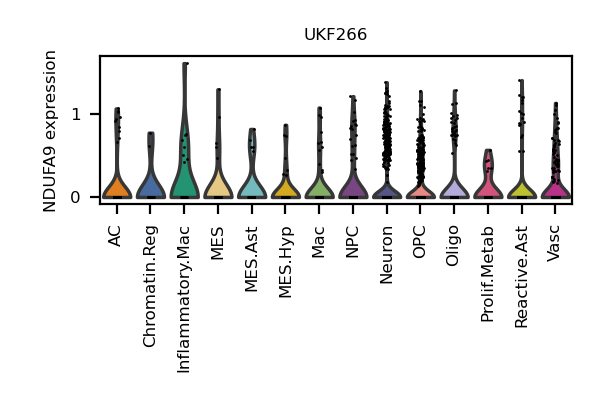 UKF266
NDUFA9 expression
1
0
AC
Chromatin.Reg
Inflammatory.Mac
MES
MES.Ast
MES.Hyp
Mac
NPC
Neuron
OPC
Oligo
Prolif.Metab
Reactive.Ast
Vasc